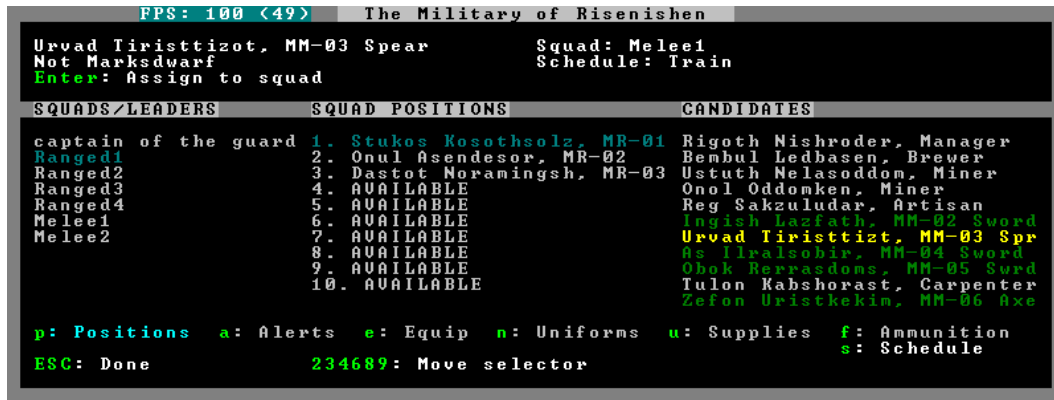 FPS: 100 (49) The Military of Risenishen
Urvad Tiristtizot, MM-03 Spear Squad: Melee1
Not Marksdwarf Schedule: Train
Enter: Assign to squad
SQUADS/LEADERS SQUAD POSITIONS CANDIDATES
captain of the guard 1. Stukos Kosothsolz, MR-01 Rigoth Nishroder, Manager
Ranged1 2. Onul Asendesor, MR-02 Bembul Ledbasen, Brewer
Ranged2 3. Dastot Noramingsh, MR-03 Ustuth Nelasoddom, Miner
Ranged3 4. AVAILABLE Onol Oddomken, Miner
Ranged4 5. AVAILABLE Reg Sakzuludar, Artisan
Melee1 6. AVAILABLE Ingish Lazfath, MM-02 Sword
Melee2 7. AVAILABLE Urvad Tiristtizt, MM-03 Spr
8. AVAILABLE As Ilralsobir, MM-04 Sword
9. AVAILABLE Obok Rerrasdoms, MM-05 Swrd
10. AVAILABLE Tulon Kabshorast, Carpenter
Zefon Uristkekim, MM-06 Axe
p: Positions a: Alerts e: Equip n: Uniforms u: Supplies f: Ammunition
s: Schedule
ESC: Done 234689: Move selector